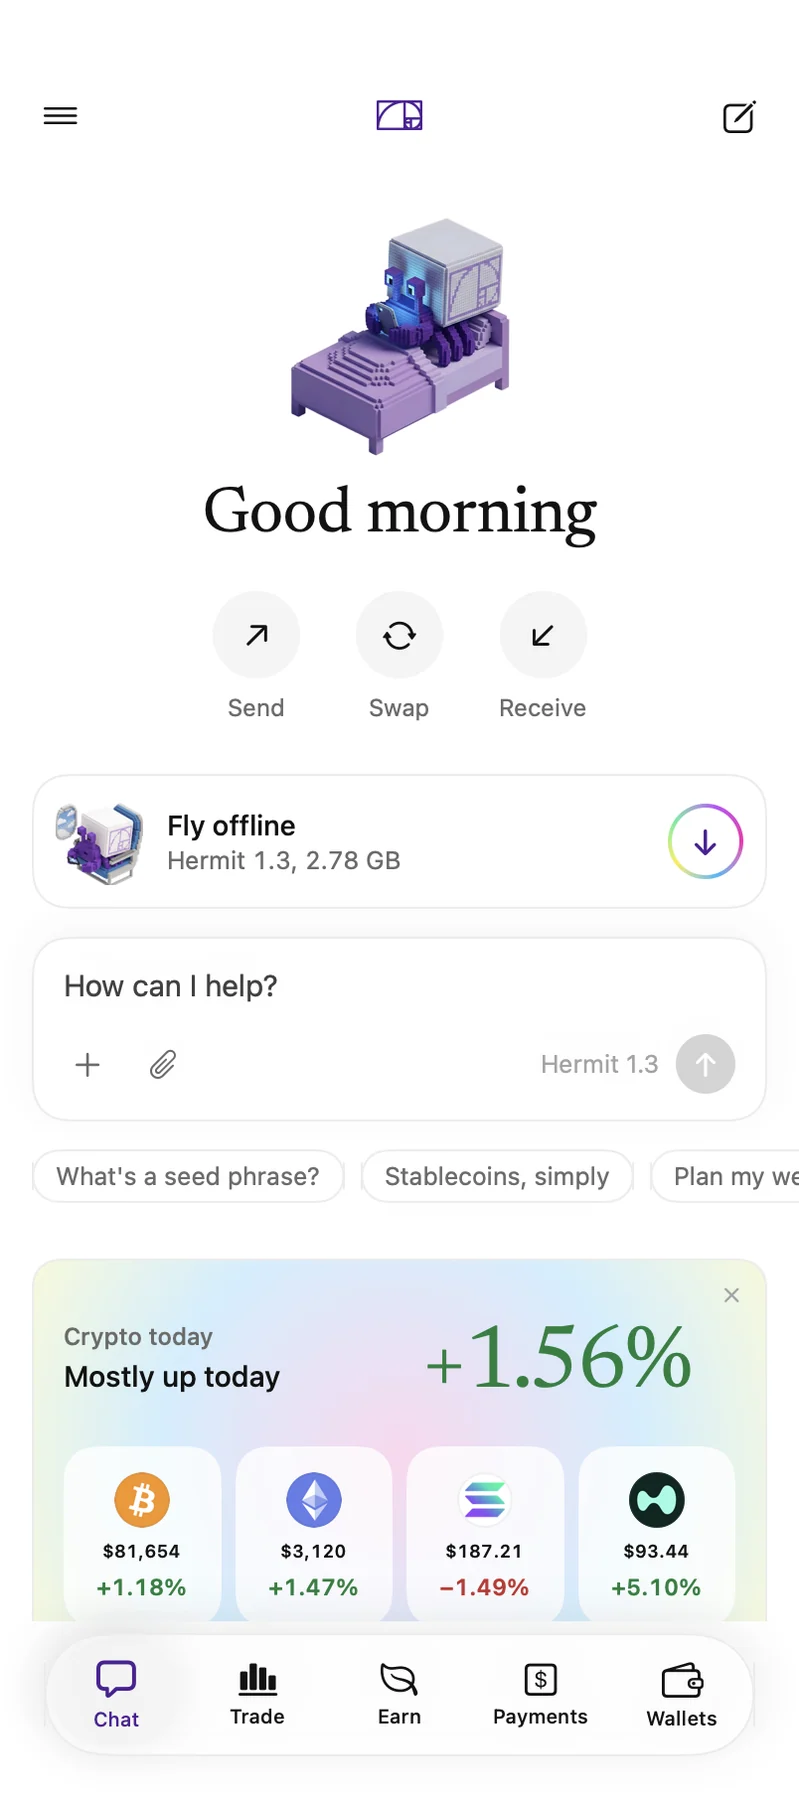 Good morning
Send
Swap
Receive
Fly offline
Hermit 1.3, 2.78 GB
How can I help?
Hermit 1.3
What's a seed phrase?
Stablecoins, simply
Plan my we
Crypto today
Mostly up today
+1.56%
$81,654
+1.18%
$3,120
+1.47%
$187.21
−1.49%
$93.44
+5.10%
Chat
Trade
Earn
Payments
Wallets